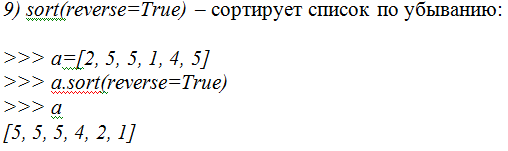 9) sort(reverse=True) – сортирует список по убыванию:
>>> a=[2, 5, 5, 1, 4, 5]
>>> a.sort(reverse=True)
>>> a
[5, 5, 5, 4, 2, 1]